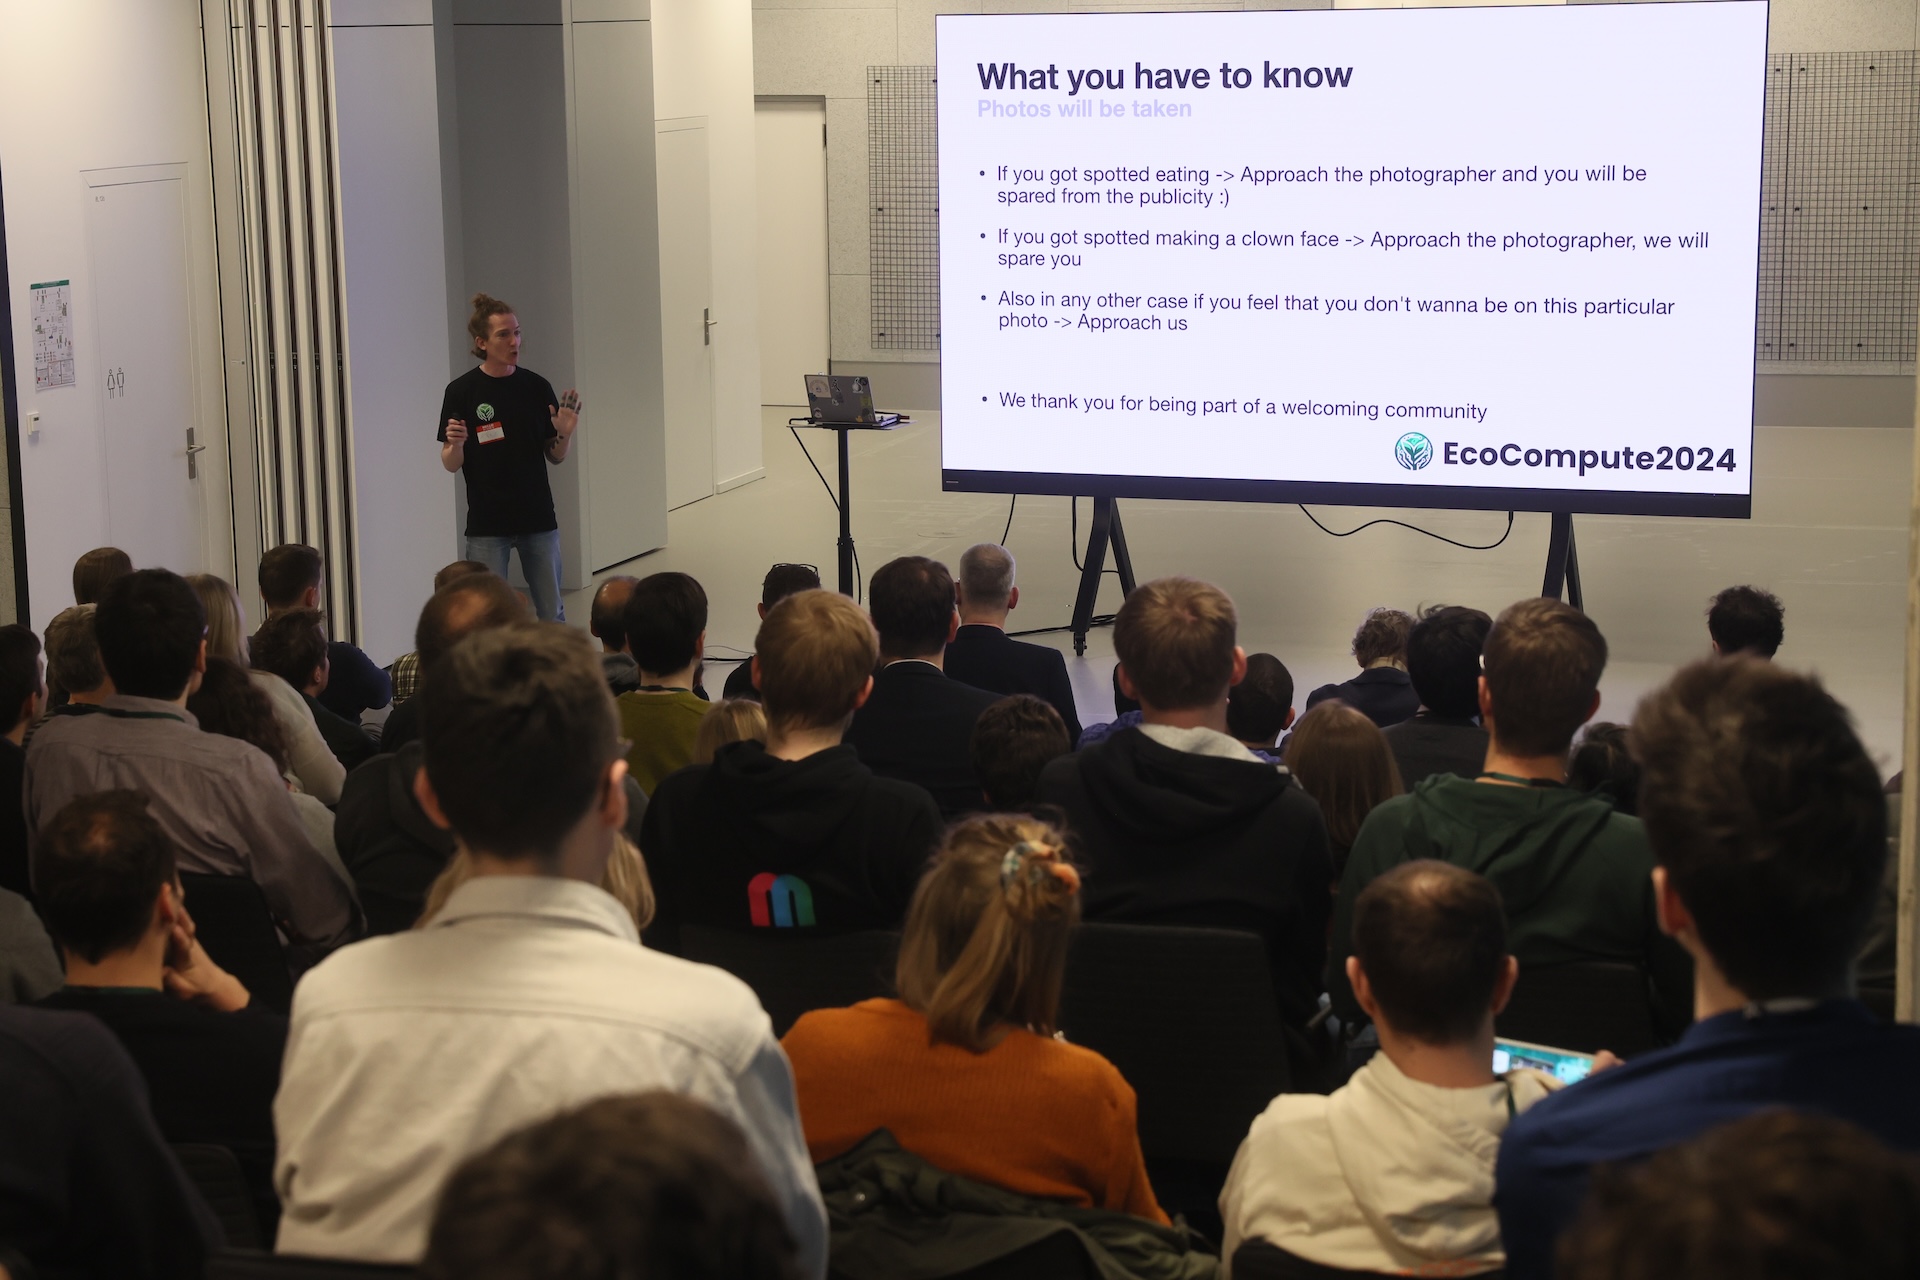 What you have to know
Photos will be taken
• If you got spotted eating -> Approach the photographer and you will be
spared from the publicity :)
• If you got spotted making a clown face -> Approach the photographer, we will
spare you
• Also in any other case if you feel that you don't wanna be on this particular
photo -> Approach us
• We thank you for being part of a welcoming community
EcoCompute2024